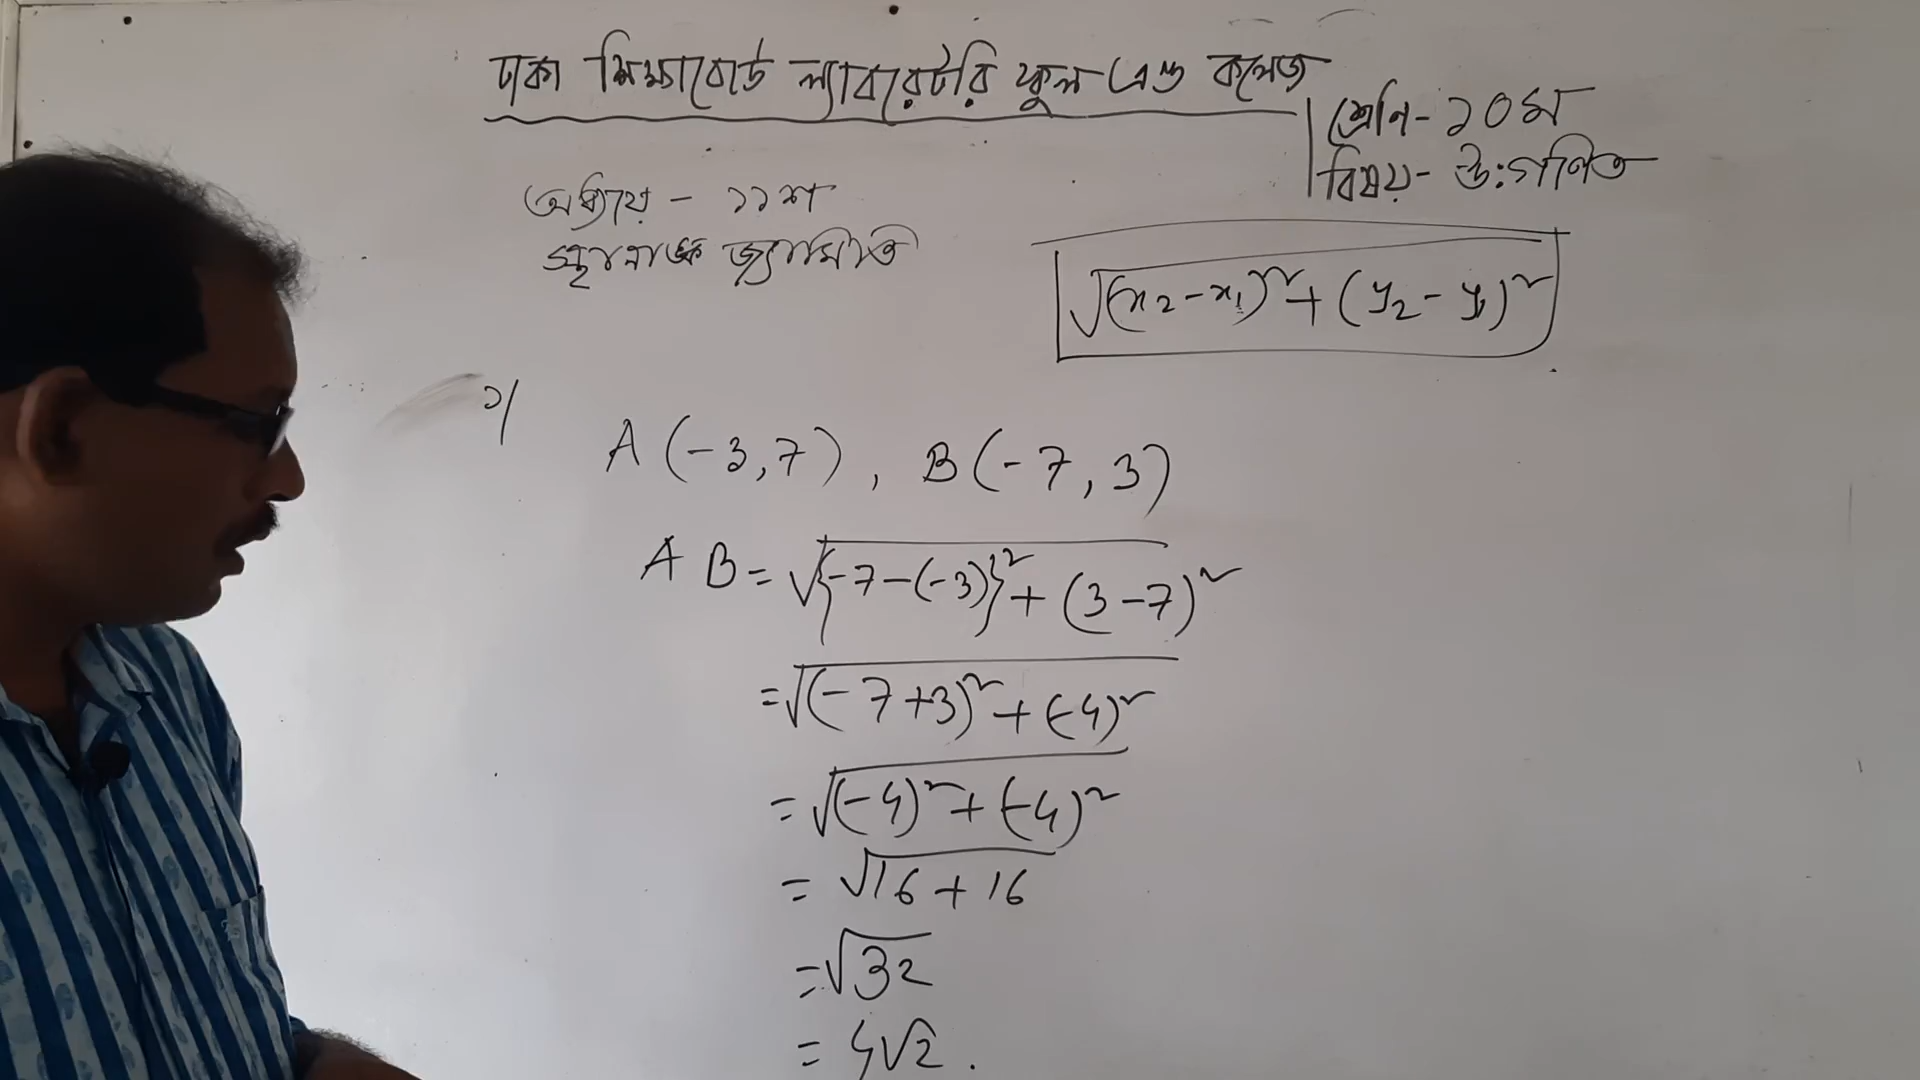 ঢাকা শিক্ষাবোর্ড ল্যাবরেটরি স্কুল এণ্ড কলেজ
শ্রেণি- ১০ম
বিষয়- উ:গণিত
অধ্যায় - ১১শ
স্থানাঙ্ক জ্যামিতি
√(x₂-x₁)²+(y₂-y₁)²
১/
A(-3,7), B(-7,3)
AB=√{-7-(-3)}²+(3-7)²
=√(-7+3)²+(-4)²
=√(-4)²+(-4)²
=√16+16
=√32
=4√2.